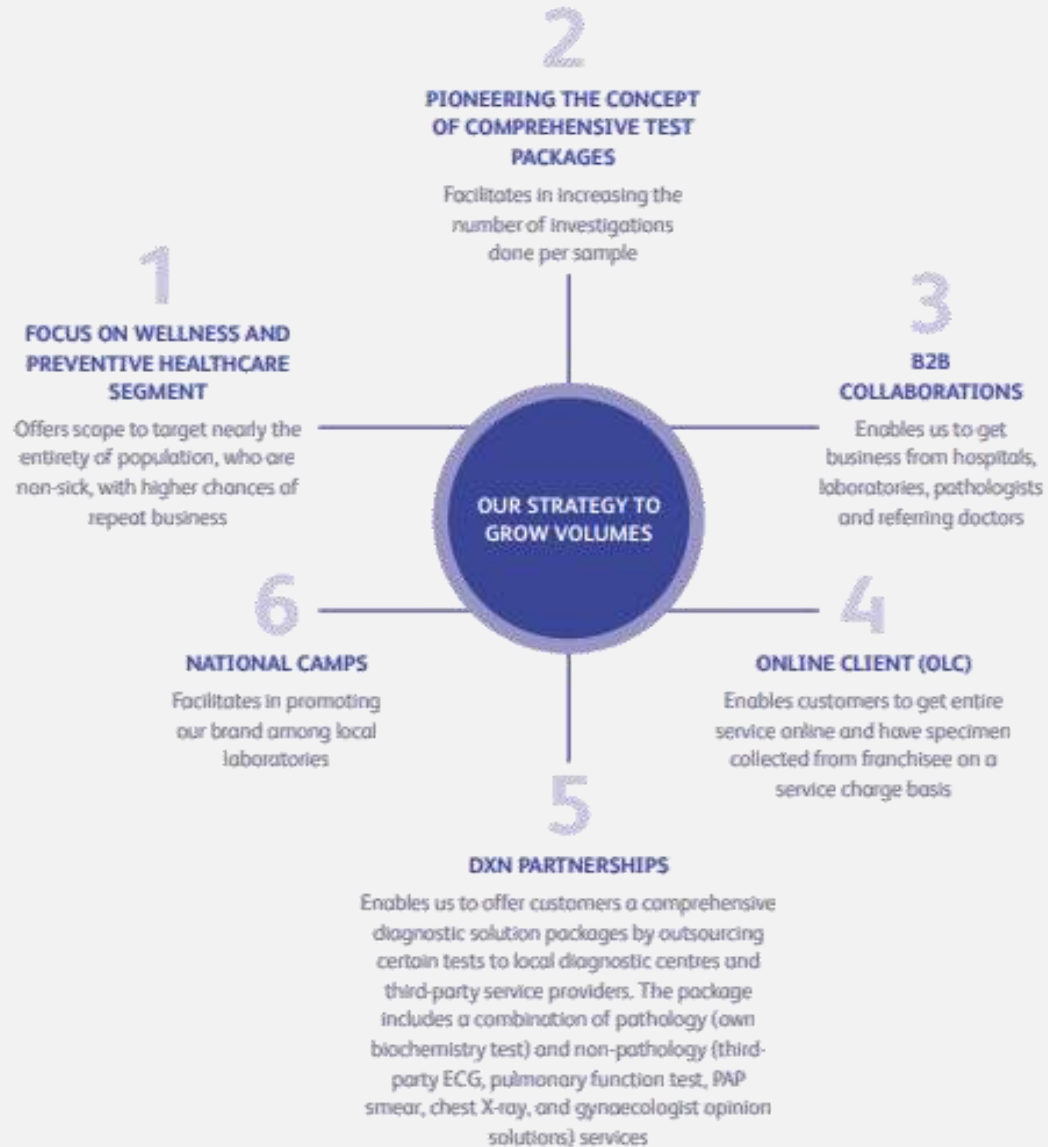 1
FOCUS ON WELLNESS AND
PREVENTIVE HEALTHCARE
SEGMENT
Offers scope to target nearly the
entirety of population, who are
non-sick, with higher chances of
repeat business
2
PIONEERING THE CONCEPT
OF COMPREHENSIVE TEST
PACKAGES
Facilitates in increasing the
number of investigations
done per sample
3
B2B
COLLABORATIONS
Enables us to get
business from hospitals,
laboratories, pathologists
and referring doctors
OUR STRATEGY TO
GROW VOLUMES
4
ONLINE CLIENT (OLC)
Enables customers to get entire
service online and have specimen
collected from franchisee on a
service charge basis
5
DXN PARTNERSHIPS
Enables us to offer customers a comprehensive
diagnostic solution packages by outsourcing
certain tests to local diagnostic centres and
third-party service providers. The package
includes a combination of pathology (own
biochemistry test) and non-pathology (third-
party ECG, pulmonary function test, PAP
smear, chest X-ray, and gynaecologist opinion
solutions) services
6
NATIONAL CAMPS
Facilitates in promoting
our brand among local
laboratories